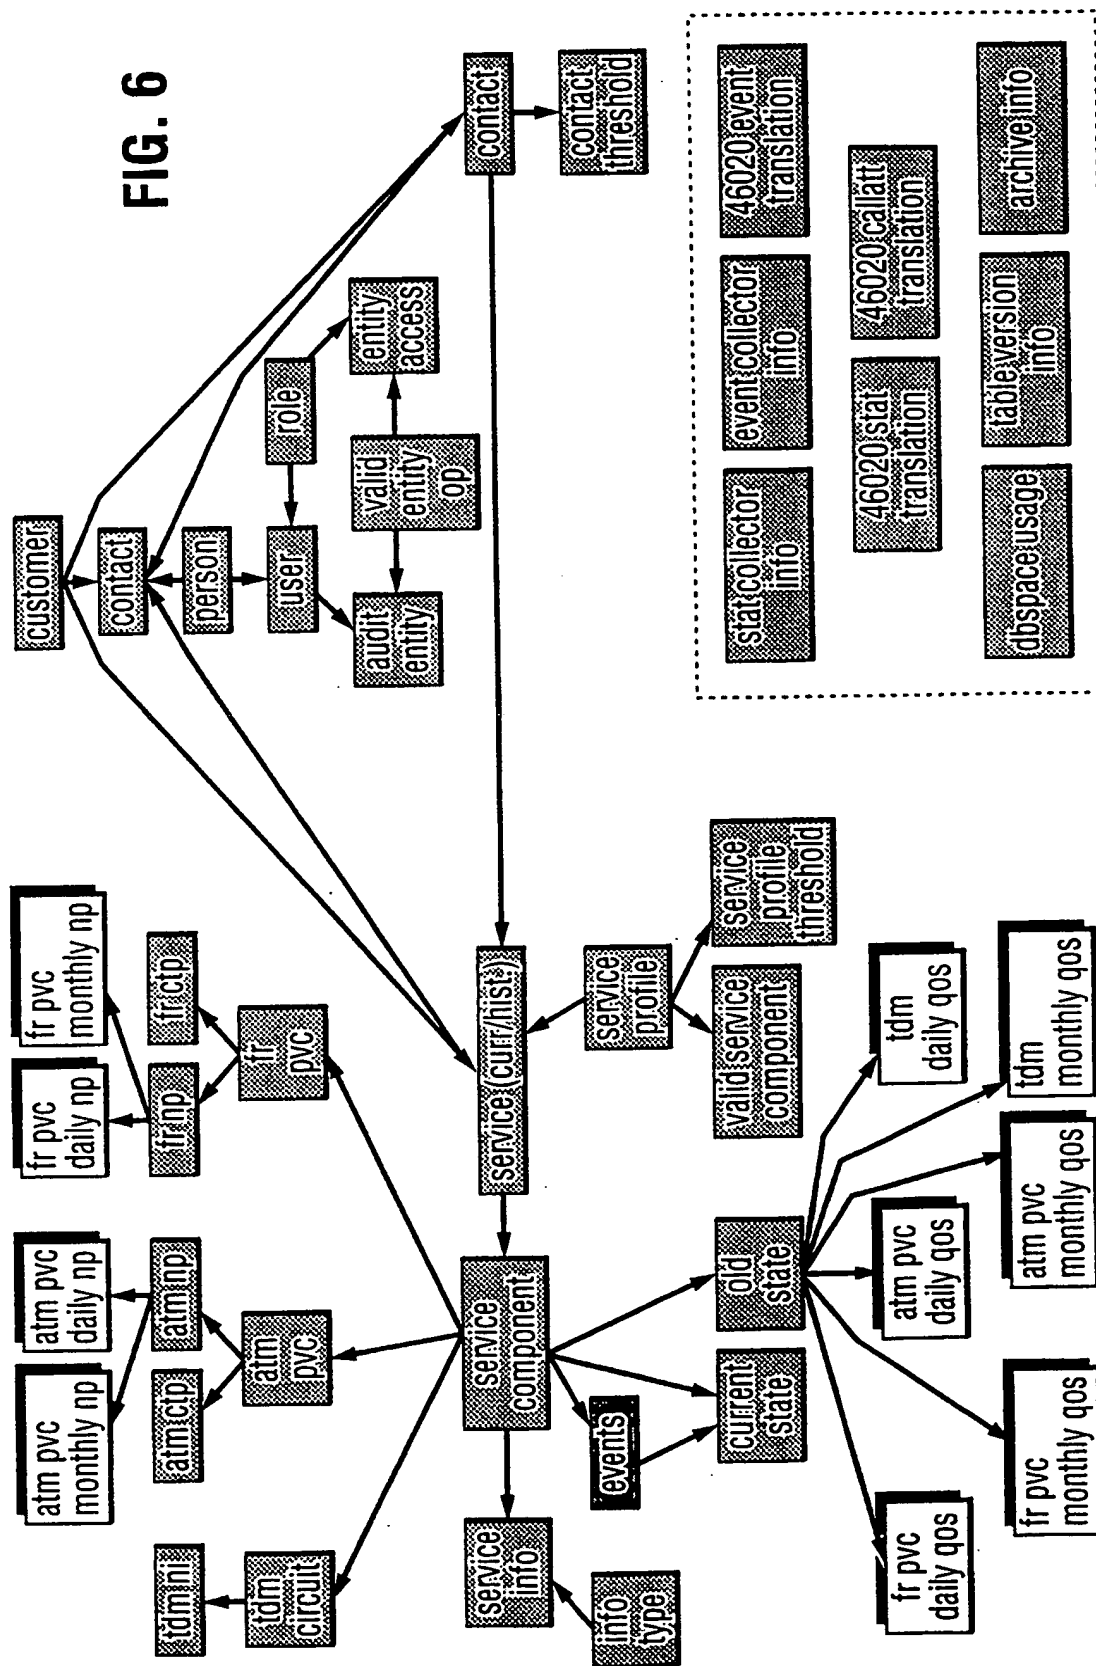 FIG. 6
tdm ni
tdm
circuit
atm pvc
monthly np
atm pvc
daily np
atm ctp
atm np
atm
pvc
fr pvc
daily np
fr pvc
monthly np
fr np
fr ctp
fr
pvc
customer
contact
person
user
role
audit
entity
valid
entity
op
entity
access
contact
contact
threshold
service
info
info
type
service
component
service (curr/hist.)
events
current
state
old
state
service
profile
valid service
component
service
profile
threshold
fr pvc
daily qos
fr pvc
monthly qos
atm pvc
daily qos
atm pvc
monthly qos
tdm
daily qos
tdm
monthly qos
stat collector
info
event collector
info
46020 event
translation
46020 stat
translation
46020 callatt
translation
dbspace usage
table version
info
archive info